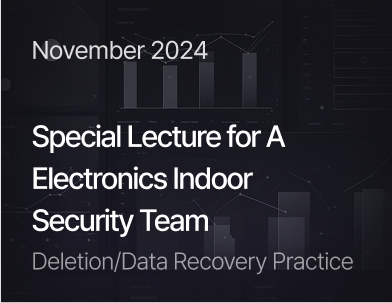 November 2024
Special Lecture for A
Electronics Indoor
Security Team
Deletion/Data Recovery Practice